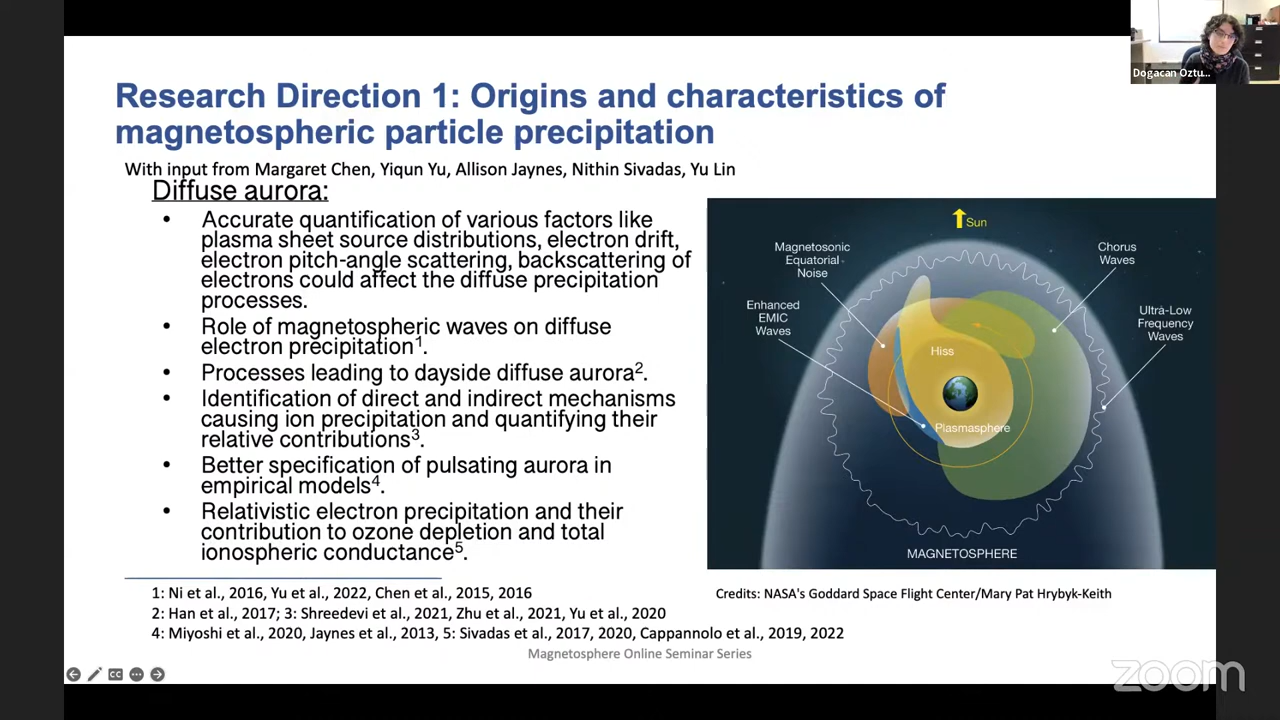 Dogacan Oztu...
Research Direction 1: Origins and characteristics of
magnetospheric particle precipitation
With input from Margaret Chen, Yiqun Yu, Allison Jaynes, Nithin Sivadas, Yu Lin
Diffuse aurora:
• Accurate quantification of various factors like
plasma sheet source distributions, electron drift,
electron pitch-angle scattering, backscattering of
electrons could affect the diffuse precipitation
processes.
• Role of magnetospheric waves on diffuse
electron precipitation¹.
• Processes leading to dayside diffuse aurora².
• Identification of direct and indirect mechanisms
causing ion precipitation and quantifying their
relative contributions³.
• Better specification of pulsating aurora in
empirical models⁴.
• Relativistic electron precipitation and their
contribution to ozone depletion and total
ionospheric conductance⁵.
Sun
Magnetosonic
Equatorial
Noise
Chorus
Waves
Enhanced
EMIC
Waves
Ultra-Low
Frequency
Waves
Hiss
Plasmasphere
MAGNETOSPHERE
Credits: NASA's Goddard Space Flight Center/Mary Pat Hrybyk-Keith
1: Ni et al., 2016, Yu et al., 2022, Chen et al., 2015, 2016
2: Han et al., 2017; 3: Shreedevi et al., 2021, Zhu et al., 2021, Yu et al., 2020
4: Miyoshi et al., 2020, Jaynes et al., 2013, 5: Sivadas et al., 2017, 2020, Cappannolo et al., 2019, 2022
Magnetosphere Online Seminar Series
CC
zoom